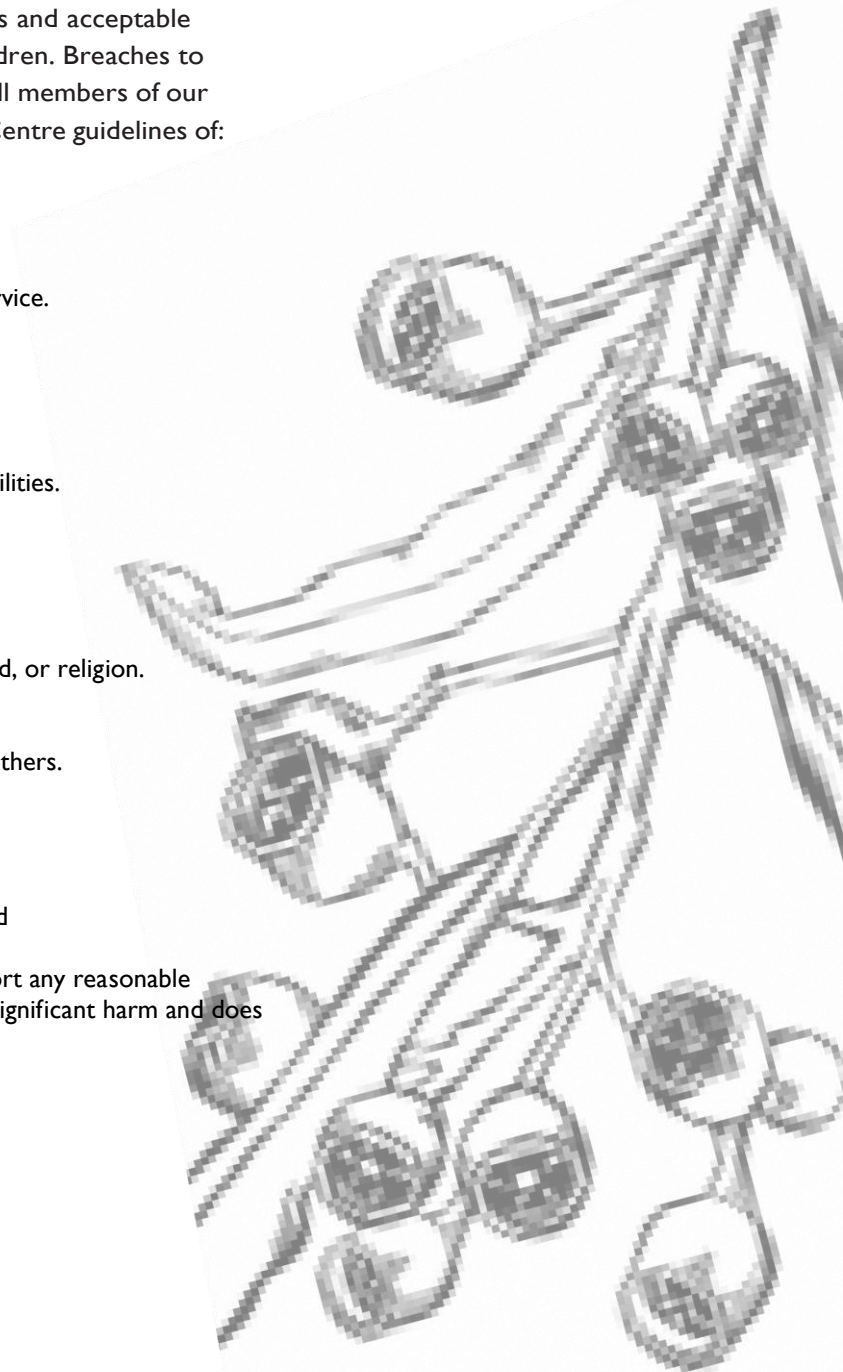 s and acceptable
dren. Breaches to
ll members of our
Centre guidelines of:
rvice.
ilities.
d, or religion.
thers.
d
ort any reasonable
significant harm and does